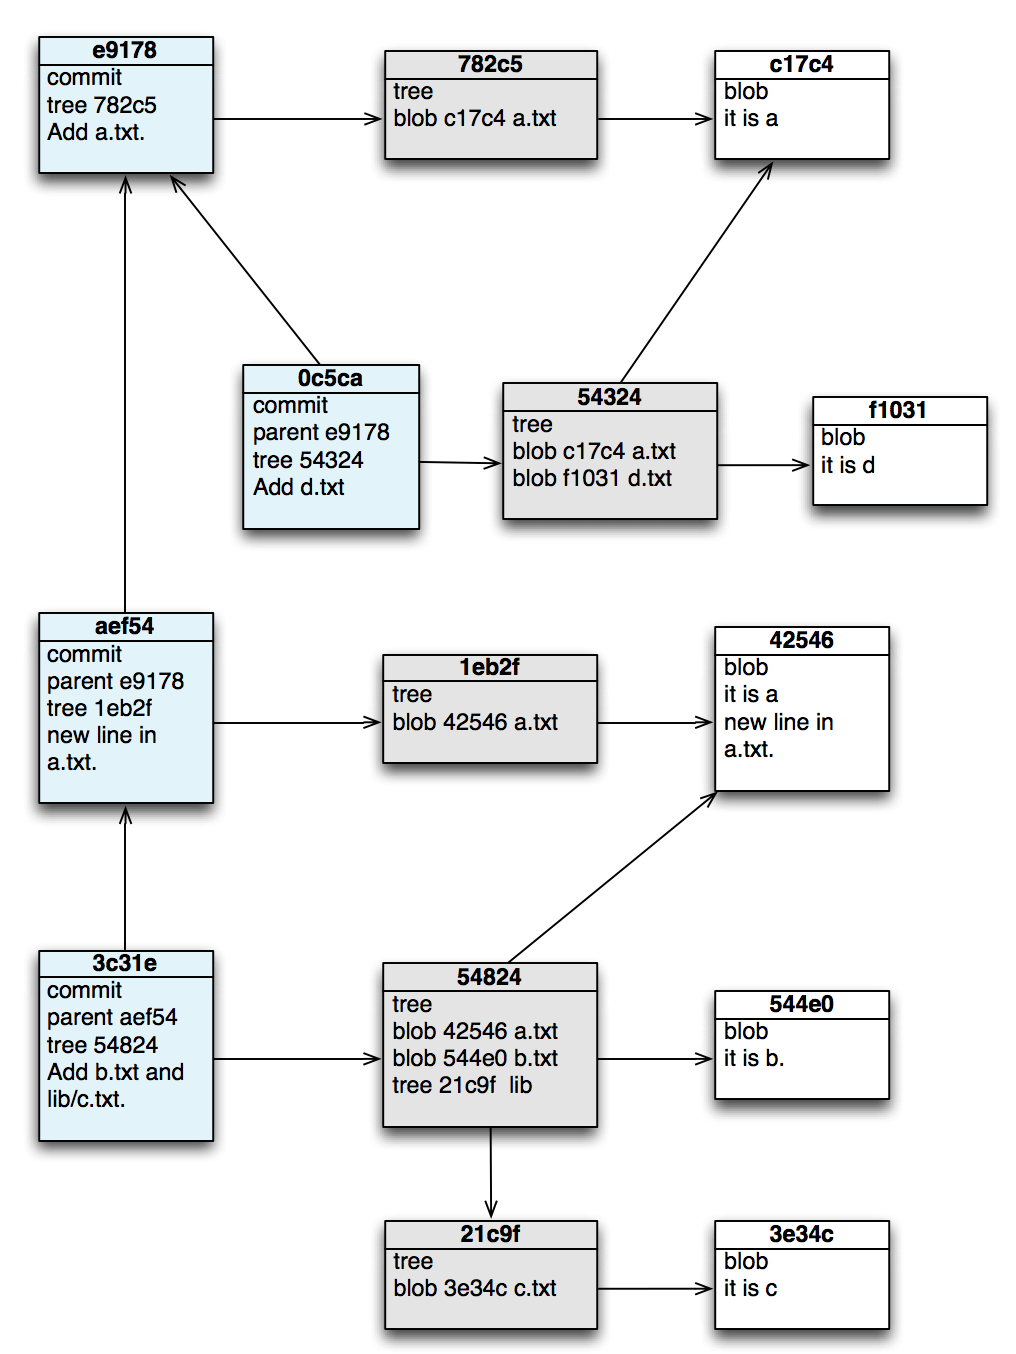 e9178
commit
tree 782c5
Add a.txt.
782c5
tree
blob c17c4 a.txt
c17c4
blob
it is a
0c5ca
commit
parent e9178
tree 54324
Add d.txt
54324
tree
blob c17c4 a.txt
blob f1031 d.txt
f1031
blob
it is d
aef54
commit
parent e9178
tree 1eb2f
new line in
a.txt.
1eb2f
tree
blob 42546 a.txt
42546
blob
it is a
new line in
a.txt.
3c31e
commit
parent aef54
tree 54824
Add b.txt and
lib/c.txt.
54824
tree
blob 42546 a.txt
blob 544e0 b.txt
tree 21c9f  lib
544e0
blob
it is b.
21c9f
tree
blob 3e34c c.txt
3e34c
blob
it is c